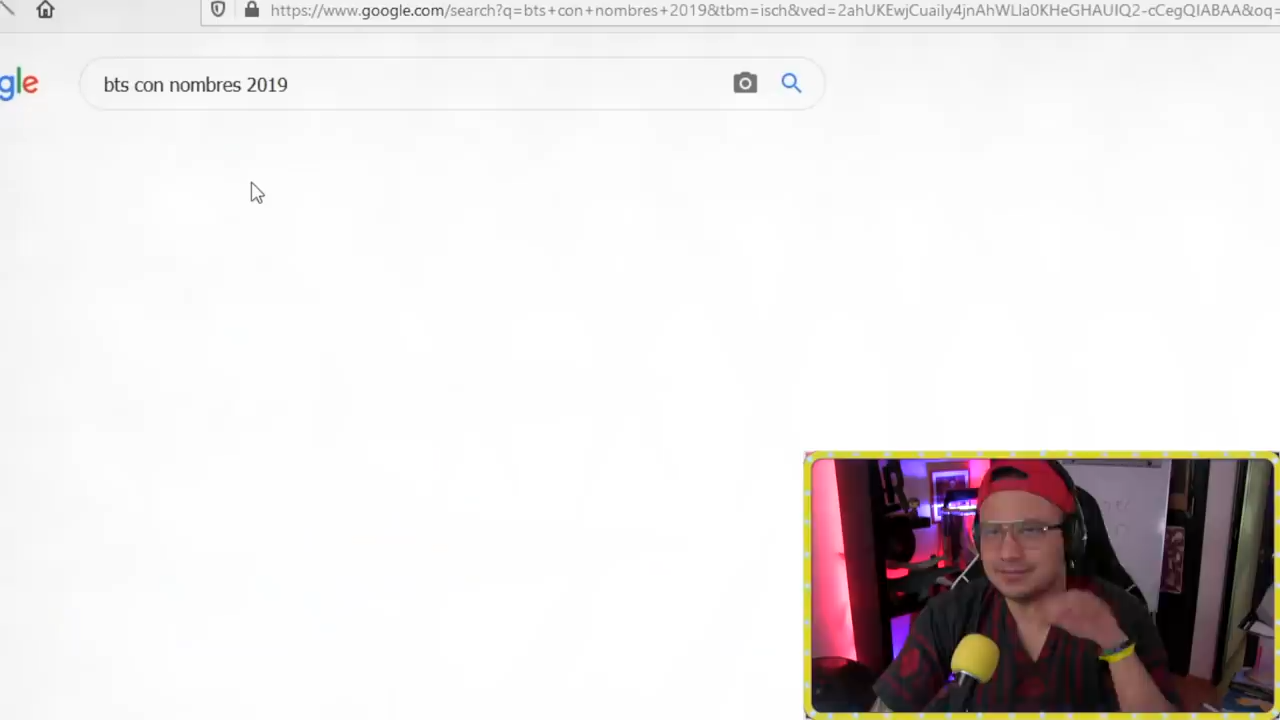 https://www.google.com/search?q=bts+con+nombres+2019&tbm=isch&ved=2ahUKEwjCuaily4jnAhWLIa0KHeGHAUIQ2-cCegQIABAA&oq=
gle
bts con nombres 2019
R